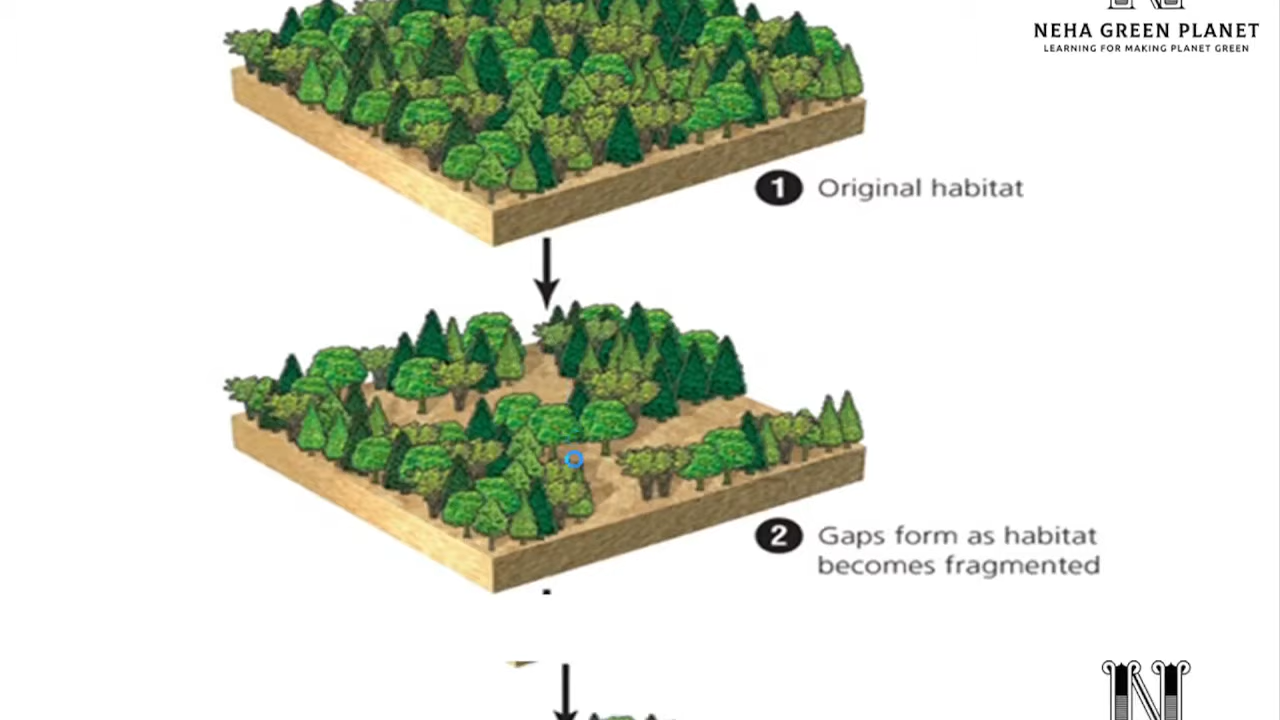 NEHA GREEN PLANET
LEARNING FOR MAKING PLANET GREEN
1 Original habitat
2 Gaps form as habitat
becomes fragmented
N